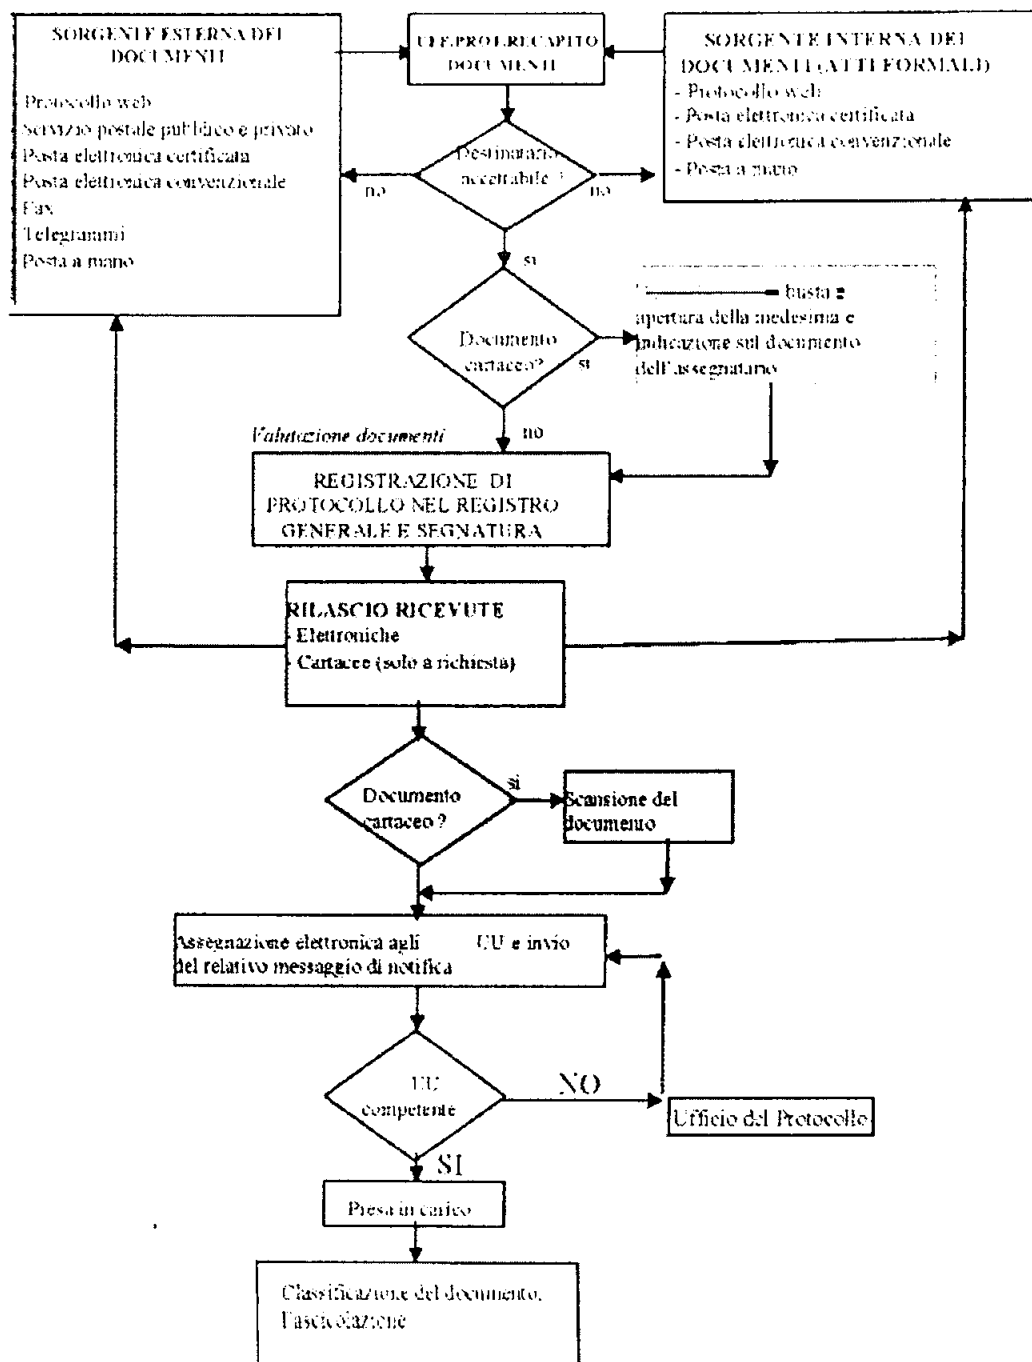 SORGENTE ESTERNA DEI
DOCUMENTI
Protocollo web
Servizio postale pubblico e privato
Posta elettronica certificata
Posta elettronica convenzionale
Fax
Telegrammi
Posta a mano
UFF.PROT.RECAPITO
DOCUMENTI
SORGENTE INTERNA DEI
DOCUMENTI (ATTI FORMALI)
- Protocollo web
- Posta elettronica certificata
- Posta elettronica convenzionale
- Posta a mano
Destinatario
accettabile ?
no
no
si
Documento
cartaceo?
si
busta
apertura della medesima e
indicazione sul documento
dell'assegnatario
no
Valutazione documenti
REGISTRAZIONE DI
PROTOCOLLO NEL REGISTRO
GENERALE E SEGNATURA
RILASCIO RICEVUTE
- Elettroniche
- Cartacee (solo a richiesta)
Documento
cartaceo ?
si
Scansione del
documento
Assegnazione elettronica agli UU e invio
del relativo messaggio di notifica
UU
competente
NO
Ufficio del Protocollo
SI
Presa in carico
Classificazione del documento,
Fascicolazione